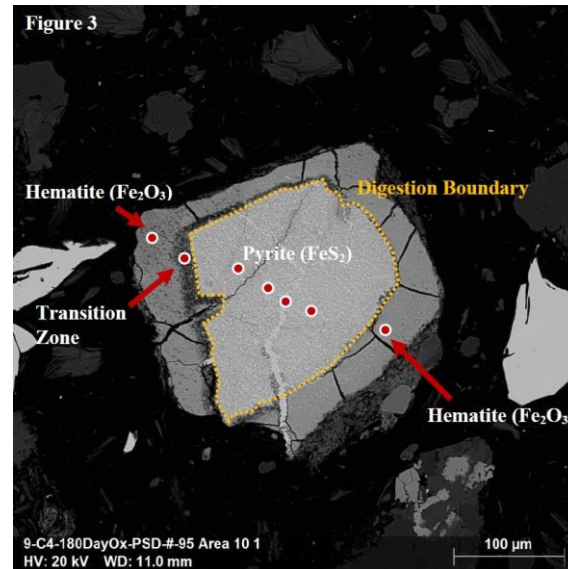 Figure 3
Hematite (Fe₂O₃)
Digestion Boundary
Pyrite (FeS₂)
Transition
Zone
Hematite (Fe₂O₃
9-C4-180DayOx-PSD-#-95 Area 10 1
HV: 20 kV WD: 11.0 mm
100 µm